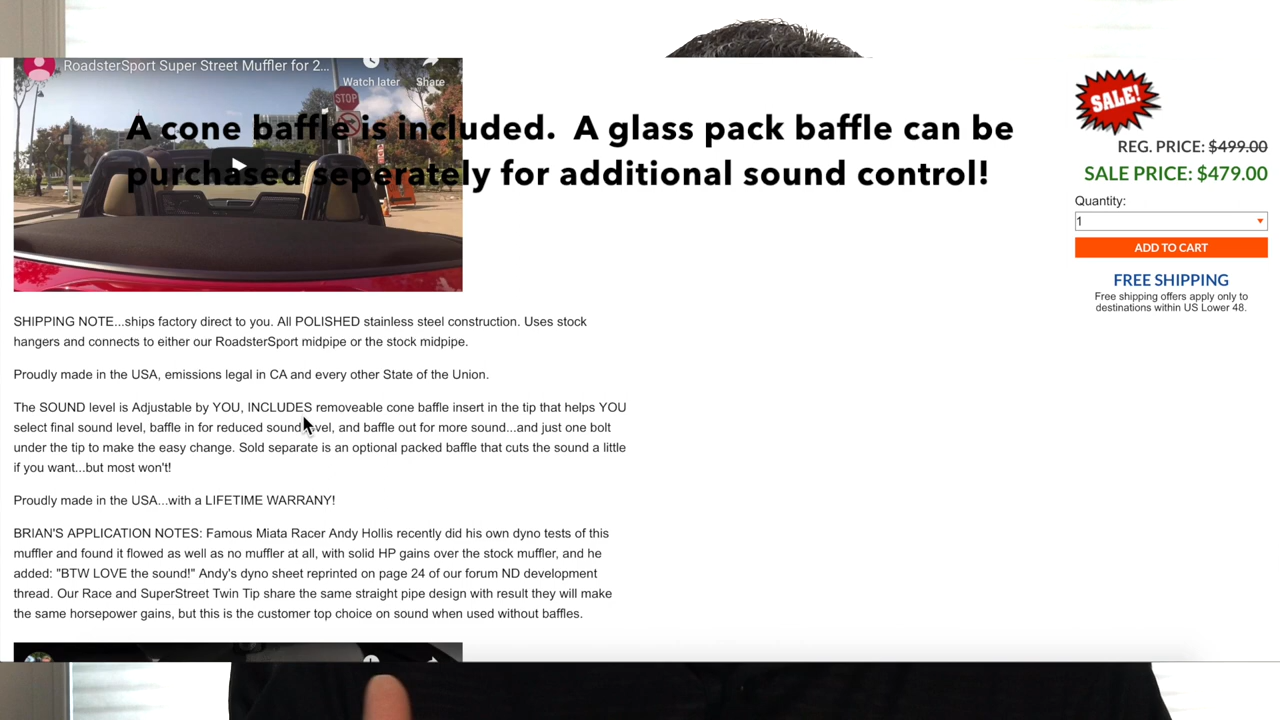 RoadsterSport Super Street Muffler for 2...
Watch later
Share
STOP
A cone baffle is included. A glass pack baffle can be
purchased seperately for additional sound control!
SALE!
REG. PRICE: $499.00
SALE PRICE: $479.00
Quantity:
1
ADD TO CART
FREE SHIPPING
Free shipping offers apply only to
destinations within US Lower 48.
SHIPPING NOTE...ships factory direct to you. All POLISHED stainless steel construction. Uses stock
hangers and connects to either our RoadsterSport midpipe or the stock midpipe.
Proudly made in the USA, emissions legal in CA and every other State of the Union.
The SOUND level is Adjustable by YOU, INCLUDES removeable cone baffle insert in the tip that helps YOU
select final sound level, baffle in for reduced sound level, and baffle out for more sound...and just one bolt
under the tip to make the easy change. Sold separate is an optional packed baffle that cuts the sound a little
if you want...but most won't!
Proudly made in the USA...with a LIFETIME WARRANY!
BRIAN'S APPLICATION NOTES: Famous Miata Racer Andy Hollis recently did his own dyno tests of this
muffler and found it flowed as well as no muffler at all, with solid HP gains over the stock muffler, and he
added: "BTW LOVE the sound!" Andy's dyno sheet reprinted on page 24 of our forum ND development
thread. Our Race and SuperStreet Twin Tip share the same straight pipe design with result they will make
the same horsepower gains, but this is the customer top choice on sound when used without baffles.